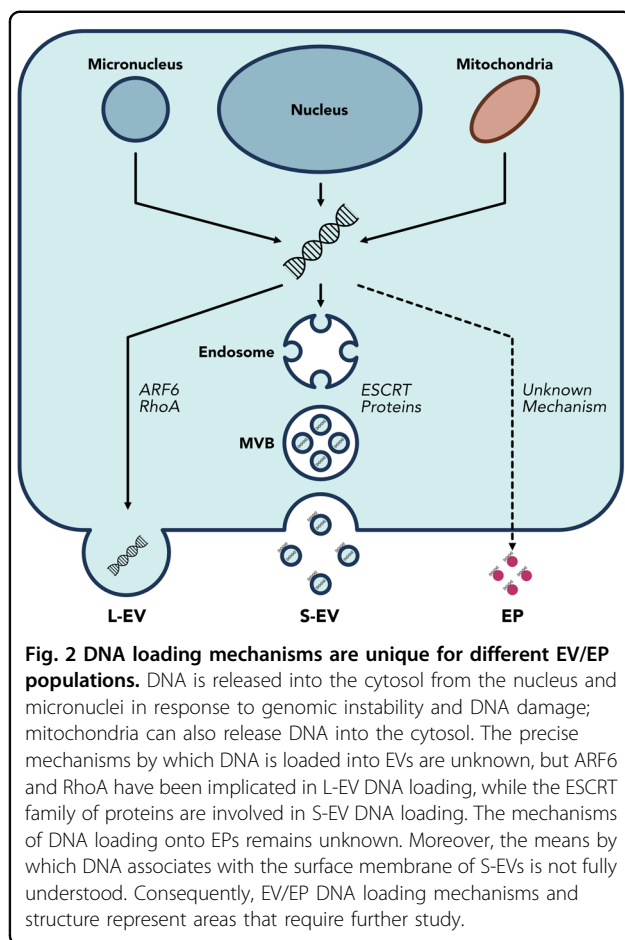 Micronucleus
Mitochondria
Nucleus
Endosome
ARF6
RhoA
ESCRT
Proteins
Unknown
Mechanism
MVB
L-EV
S-EV
EP
Fig. 2 DNA loading mechanisms are unique for different EV/EP
populations. DNA is released into the cytosol from the nucleus and
micronuclei in response to genomic instability and DNA damage;
mitochondria can also release DNA into the cytosol. The precise
mechanisms by which DNA is loaded into EVs are unknown, but ARF6
and RhoA have been implicated in L-EV DNA loading, while the ESCRT
family of proteins are involved in S-EV DNA loading. The mechanisms
of DNA loading onto EPs remains unknown. Moreover, the means by
which DNA associates with the surface membrane of S-EVs is not fully
understood. Consequently, EV/EP DNA loading mechanisms and
structure represent areas that require further study.